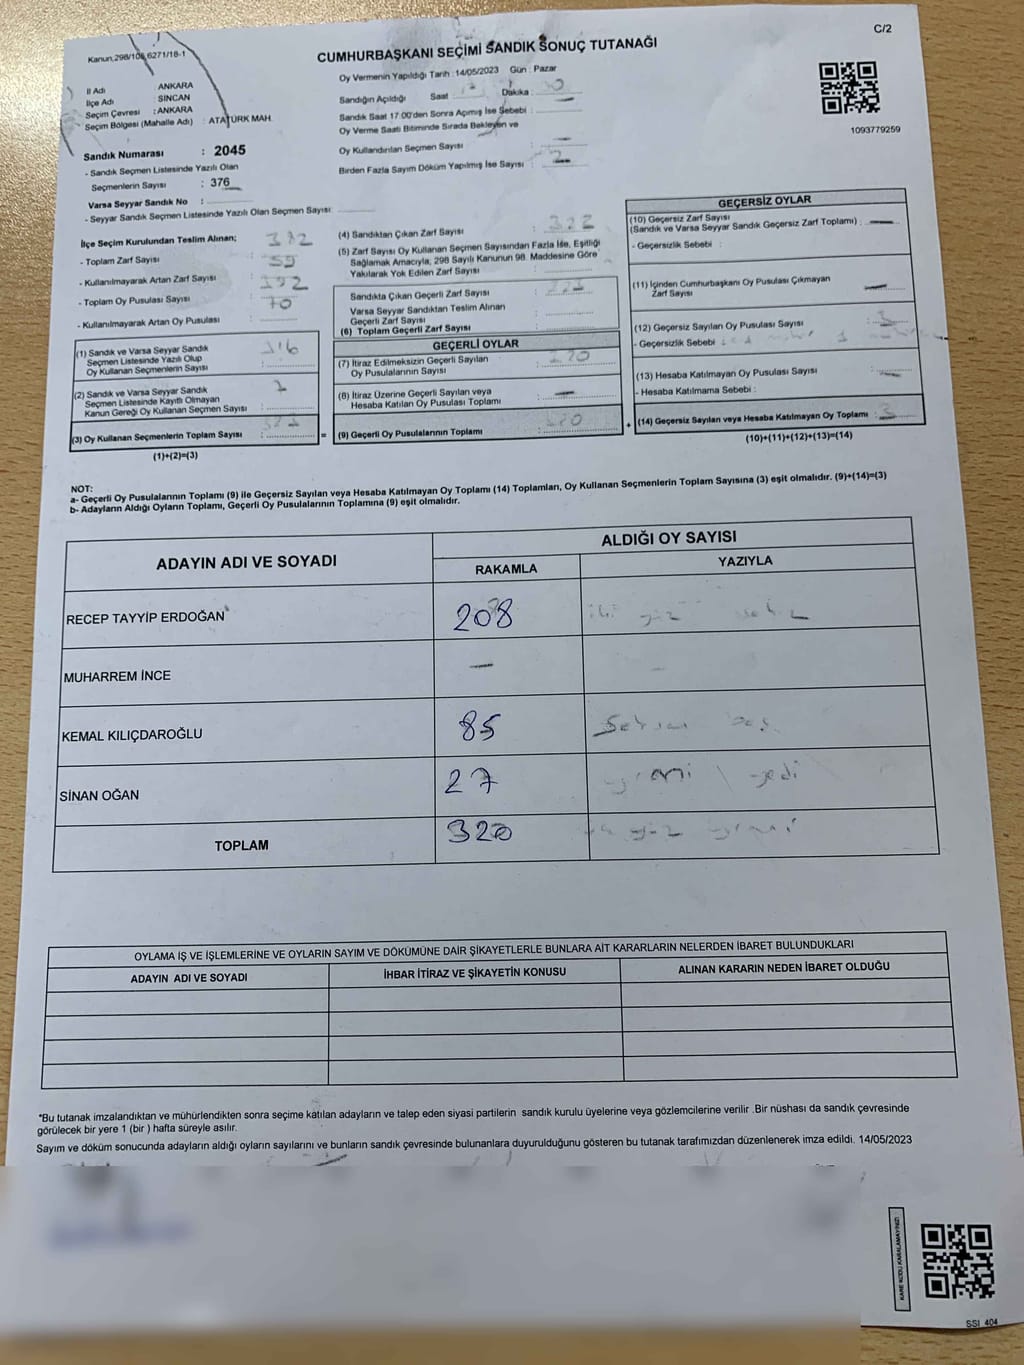 C/2
Kanun,298/106,6271/18-1
CUMHURBAŞKANI SEÇİMİ SANDIK SONUÇ TUTANAĞI
Oy Vermenin Yapıldığı Tarih :14/05/2023 Gün : Pazar
İl Adı ANKARA
İlçe Adı SİNCAN
Seçim Çevresi : ANKARA
Seçim Bölgesi (Mahalle Adı) : ATATÜRK MAH.
Sandığın Açıldığı Saat Dakika :
Sandık Saat 17:00'den Sonra Açımış İse Sebebi :
Oy Verme Saati Bitiminde Sırada Bekleyen ve
Oy Kullandırılan Seçmen Sayısı :
Birden Fazla Sayım Döküm Yapılmış İse Sayısı :
1093779259
Sandık Numarası : 2045
- Sandık Seçmen Listesinde Yazılı Olan
Seçmenlerin Sayısı : 376
Varsa Seyyar Sandık No :
- Seyyar Sandık Seçmen Listesinde Yazılı Olan Seçmen Sayısı:
İlçe Seçim Kurulundan Teslim Alınan;
- Toplam Zarf Sayısı : 392
- Kullanılmayarak Artan Zarf Sayısı : 
- Toplam Oy Pusulası Sayısı : 
- Kullanılmayarak Artan Oy Pusulası : 70
(1) Sandık ve Varsa Seyyar Sandık
Seçmen Listesinde Yazılı Olup
Oy Kullanan Seçmenlerin Sayısı :
(2) Sandık ve Varsa Seyyar Sandık
Seçmen Listesinde Kayıtlı Olmayan
Kanun Gereği Oy Kullanan Seçmen Sayısı :
(3) Oy Kullanan Seçmenlerin Toplam Sayısı :
(1)+(2)=(3)
(4) Sandıktan Çıkan Zarf Sayısı :
(5) Zarf Sayısı Oy Kullanan Seçmen Sayısından Fazla İse, Eşitliği
Sağlamak Amacıyla, 298 Sayılı Kanunun 98. Maddesine Göre
Yakılarak Yok Edilen Zarf Sayısı :
Sandıkta Çıkan Geçerli Zarf Sayısı :
Varsa Seyyar Sandıktan Teslim Alınan
Geçerli Zarf Sayısı :
(6) Toplam Geçerli Zarf Sayısı :
GEÇERLİ OYLAR
(7) İtiraz Edilmeksizin Geçerli Sayılan
Oy Pusulalarının Sayısı :
(8) İtiraz Üzerine Geçerli Sayılan veya
Hesaba Katılan Oy Pusulası Toplamı :
= (9) Geçerli Oy Pusulalarının Toplamı :
GEÇERSİZ OYLAR
(10) Geçersiz Zarf Sayısı
(Sandık ve Varsa Seyyar Sandık Geçersiz Zarf Toplamı) :
- Geçersizlik Sebebi :
(11) İçinden Cumhurbaşkanı Oy Pusulası Çıkmayan
Zarf Sayısı
(12) Geçersiz Sayılan Oy Pusulası Sayısı :
- Geçersizlik Sebebi :
(13) Hesaba Katılmayan Oy Pusulası Sayısı :
- Hesaba Katılmama Sebebi :
+ (14) Geçersiz Sayılan veya Hesaba Katılmayan Oy Toplamı : 3
(10)+(11)+(12)+(13)=(14)
NOT:
a- Geçerli Oy Pusulalarının Toplamı (9) ile Geçersiz Sayılan veya Hesaba Katılmayan Oy Toplamı (14) Toplamları, Oy Kullanan Seçmenlerin Toplam Sayısına (3) eşit olmalıdır. (9)+(14)=(3)
b- Adayların Aldığı Oyların Toplamı, Geçerli Oy Pusulalarının Toplamına (9) eşit olmalıdır.
ADAYIN ADI VE SOYADI ALDIĞI OY SAYISI
RAKAMLA YAZIYLA
RECEP TAYYİP ERDOĞAN 208 iki yüz sekiz
MUHARREM İNCE —
KEMAL KILIÇDAROĞLU 85 Seksen beş
SİNAN OĞAN 27 yirmi yedi
TOPLAM 320 yüz yirmi
OYLAMA İŞ VE İŞLEMLERİNE VE OYLARIN SAYIM VE DÖKÜMÜNE DAİR ŞİKAYETLERLE BUNLARA AİT KARARLARIN NELERDEN İBARET BULUNDUKLARI
ADAYIN ADI VE SOYADI İHBAR İTİRAZ VE ŞİKAYETİN KONUSU ALINAN KARARIN NEDEN İBARET OLDUĞU
*Bu tutanak imzalandıktan ve mühürlendikten sonra seçime katılan adayların ve talep eden siyasi partilerin sandık kurulu üyelerine veya gözlemcilerine verilir .Bir nüshası da sandık çevresinde
görülecek bir yere 1 (bir ) hafta süreyle asılır.
Sayım ve döküm sonucunda adayların aldığı oyların sayılarını ve bunların sandık çevresinde bulunanlara duyurulduğunu gösteren bu tutanak tarafımızdan düzenlenerek imza edildi. 14/05/2023
KARE KODU KARALAMAYINIZ!
SSI 404